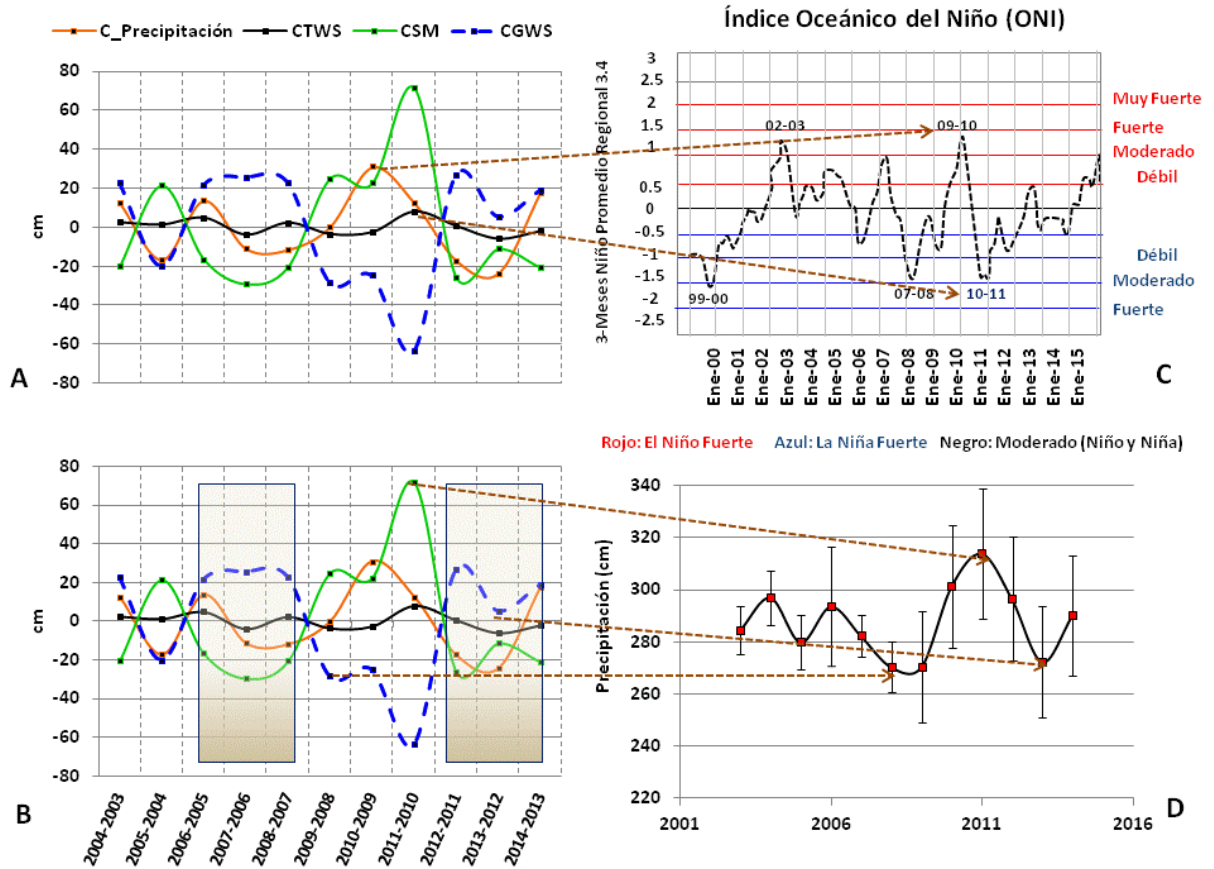 C_Precipitación CTWS CSM CGWS
80
60
40
20
0
-20
-40
-60
-80
cm
A
Índice Oceánico del Niño (ONI)
3-Meses Niño Promedio Regional 3.4
3
2.5
2
1.5
1
0.5
0
-0.5
-1
-1.5
-2
-2.5
02-03
09-10
99-00
07-08
10-11
Muy Fuerte
Fuerte
Moderado
Débil
Débil
Moderado
Fuerte
Ene-00
Ene-01
Ene-02
Ene-03
Ene-04
Ene-05
Ene-06
Ene-07
Ene-08
Ene-09
Ene-10
Ene-11
Ene-12
Ene-13
Ene-14
Ene-15
C
Rojo: El Niño Fuerte Azul: La Niña Fuerte Negro: Moderado (Niño y Niña)
80
60
40
20
0
-20
-40
-60
-80
cm
2004-2003
2005-2004
2006-2005
2007-2006
2008-2007
2009-2008
2010-2009
2011-2010
2012-2011
2013-2012
2014-2013
B
Precipitación (cm)
340
320
300
280
260
240
220
2001
2006
2011
2016
D